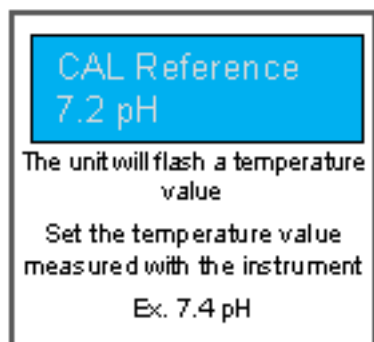 CAL Reference
7.2 pH
The unit will flash a temperature
value
Set the temperature value
measured with the instrument
Ex. 7.4 pH